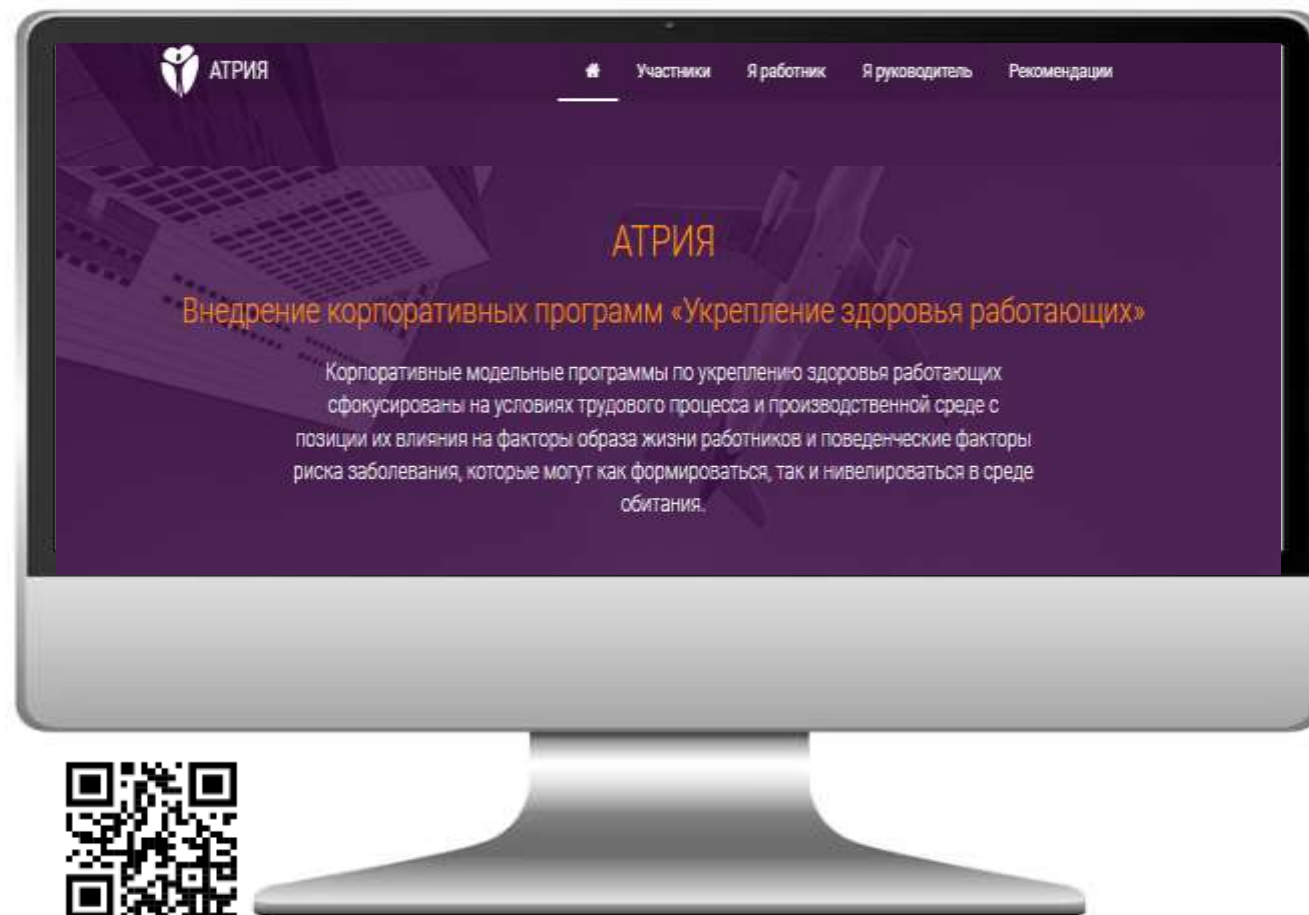 АТРИЯ
Участники Я работник Я руководитель Рекомендации
АТРИЯ
Внедрение корпоративных программ «Укрепление здоровья работающих»
Корпоративные модельные программы по укреплению здоровья работающих
сфокусированы на условиях трудового процесса и производственной среде с
позиции их влияния на факторы образа жизни работников и поведенческие факторы
риска заболевания, которые могут как формироваться, так и нивелироваться в среде
обитания.